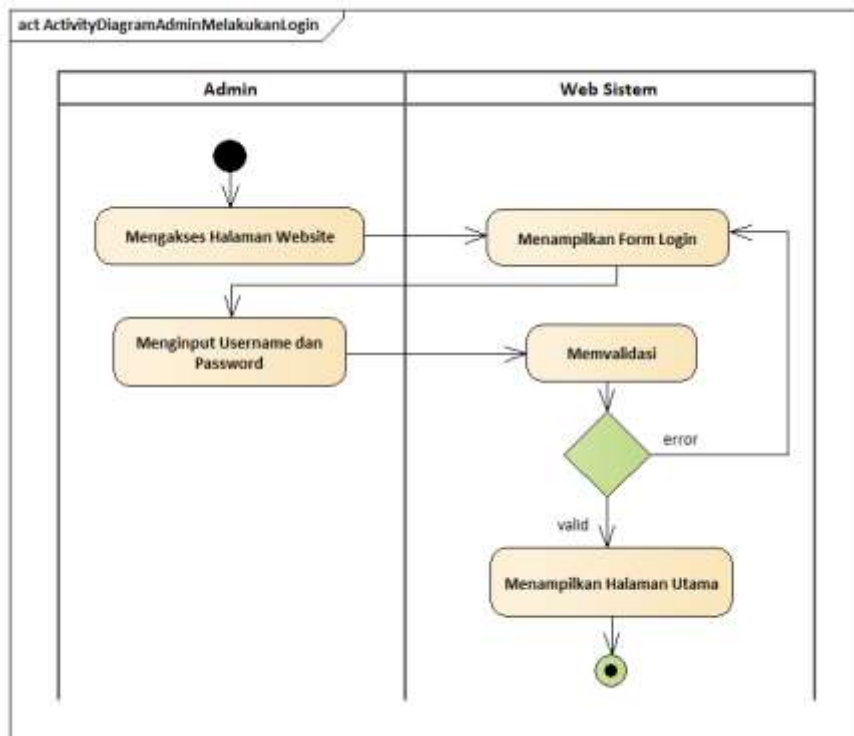 act ActivityDiagramAdminMelakukanLogin
Admin
Web Sistem
Mengakses Halaman Website
Menampilkan Form Login
Menginput Username dan
Password
Memvalidasi
error
valid
Menampilkan Halaman Utama